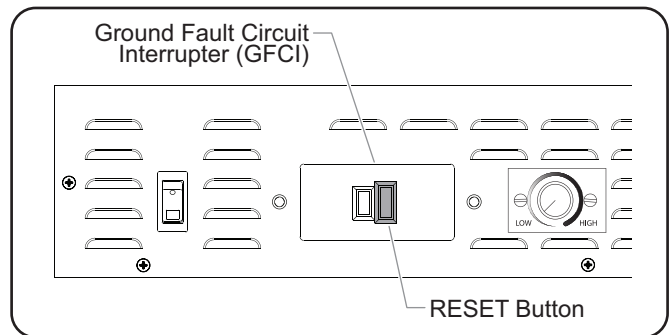 Ground Fault Circuit
Interrupter (GFCI)
LOW HIGH
RESET Button